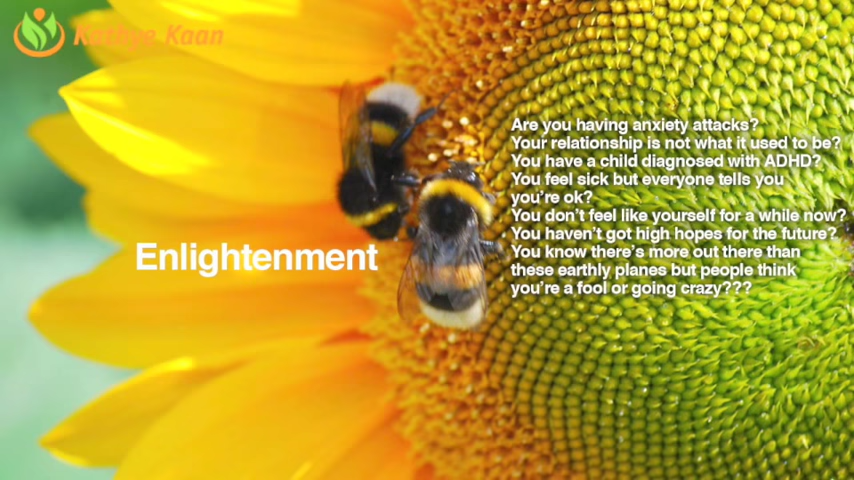 Kathye Kaan
Enlightenment
Are you having anxiety attacks?
Your relationship is not what it used to be?
You have a child diagnosed with ADHD?
You feel sick but everyone tells you
you're ok?
You don't feel like yourself for a while now?
You haven't got high hopes for the future?
You know there's more out there than
these earthly planes but people think
you're a fool or going crazy???